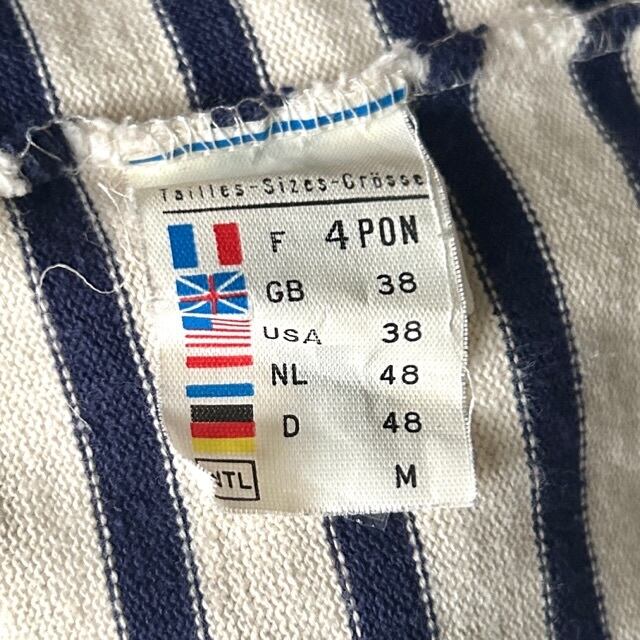 Tailles-Sizes-Grösse
F 4 PON
GB 38
USA 38
NL 48
D 48
INTL M